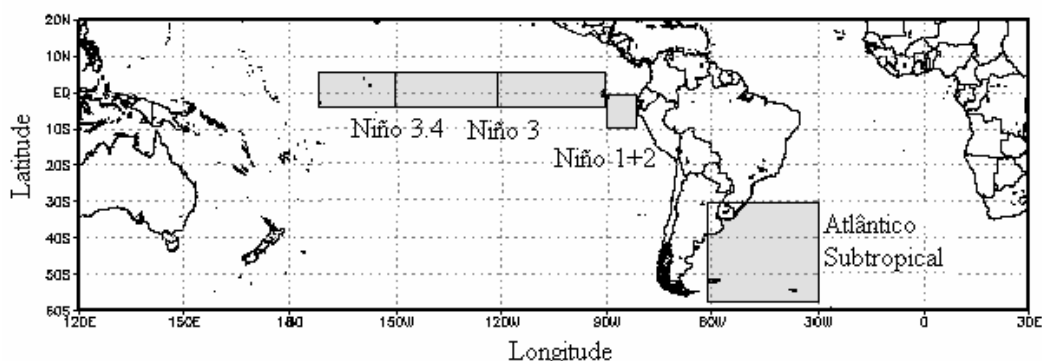 20N
10N
EQ
10S
20S
30S
40S
50S
60S
Latitude
Niño 3.4
Niño 3
Niño 1+2
Atlântico
Subtropical
120E
150E
180
150W
120W
90W
60W
30W
0
30E
Longitude